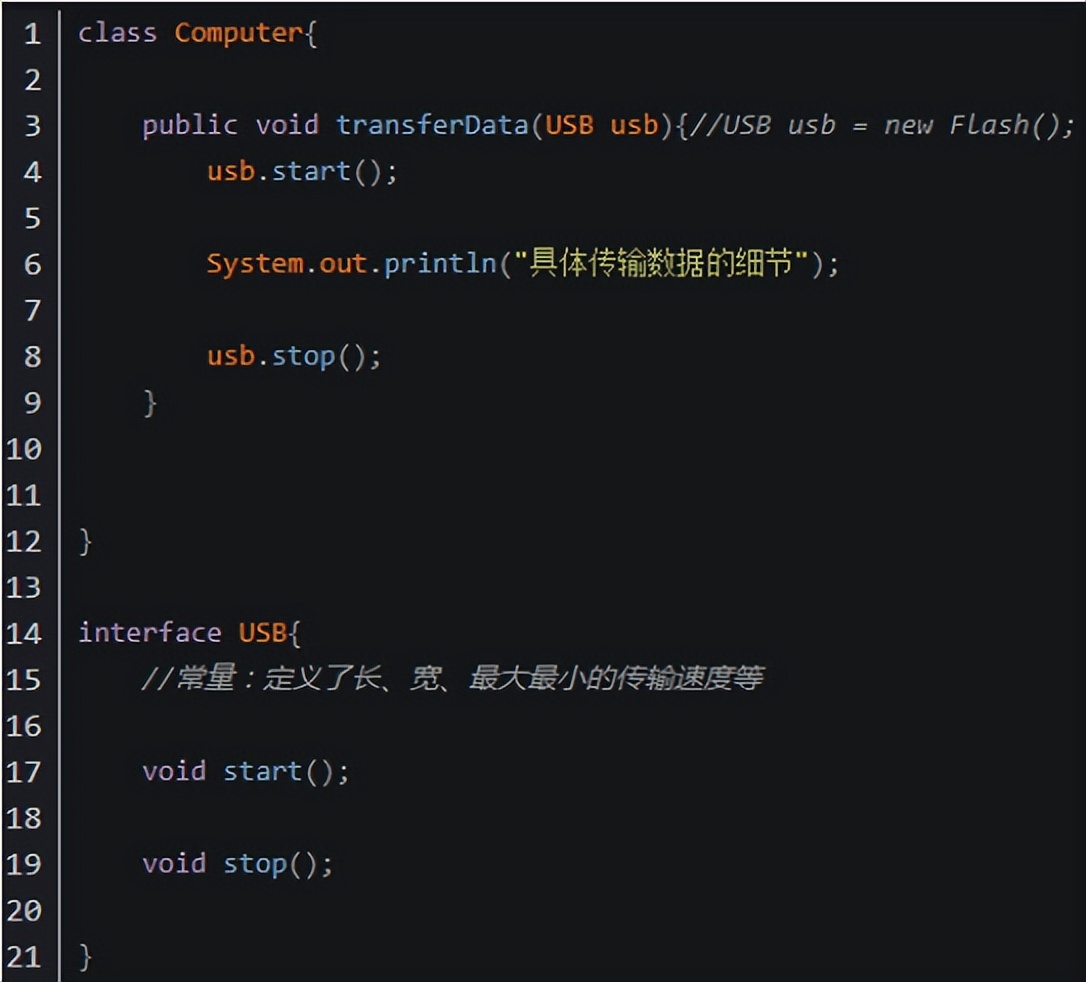 1 class Computer{
2
3     public void transferData(USB usb){//USB usb = new Flash();
4         usb.start();
5
6         System.out.println("具体传输数据的细节");
7
8         usb.stop();
9     }
10
11
12 }
13
14 interface USB{
15     //常量：定义了长、宽、最大最小的传输速度等
16
17     void start();
18
19     void stop();
20
21 }